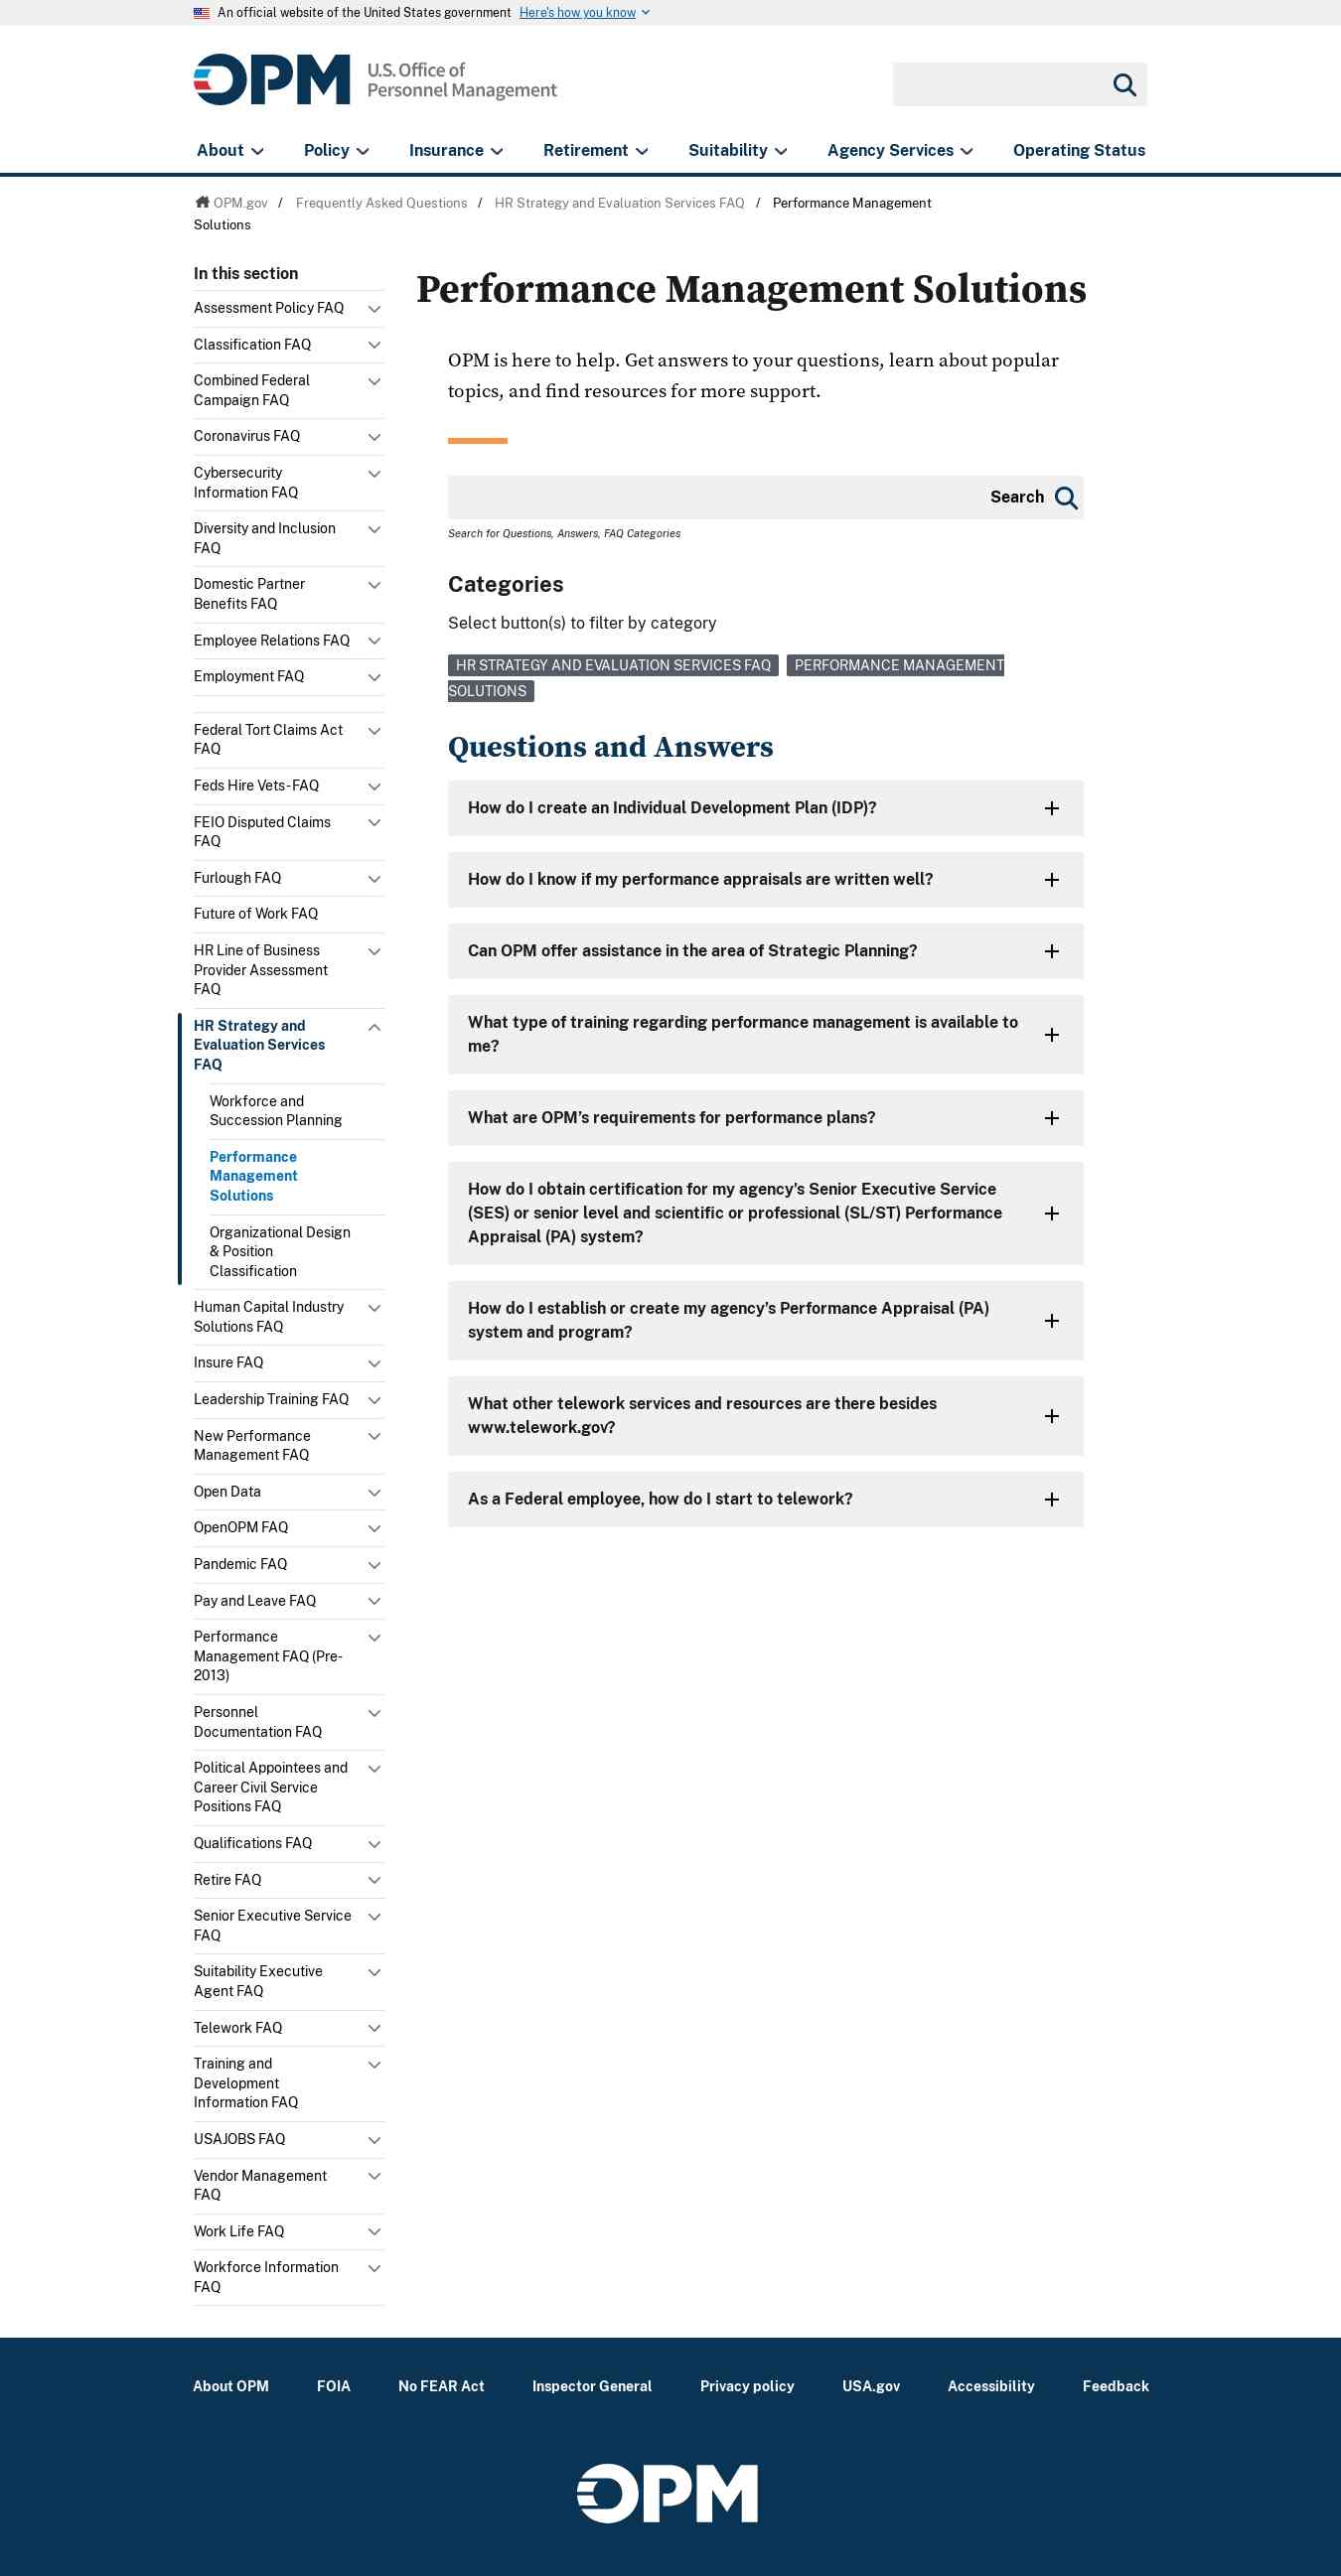 An official website of the United States government Here's how you know
OPM U.S. Office of
Personnel Management
About Policy Insurance Retirement Suitability Agency Services Operating Status
OPM.gov / Frequently Asked Questions / HR Strategy and Evaluation Services FAQ / Performance Management
Solutions
In this section
Assessment Policy FAQ
Classification FAQ
Combined Federal
Campaign FAQ
Coronavirus FAQ
Cybersecurity
Information FAQ
Diversity and Inclusion
FAQ
Domestic Partner
Benefits FAQ
Employee Relations FAQ
Employment FAQ
Federal Tort Claims Act
FAQ
Feds Hire Vets-FAQ
FEIO Disputed Claims
FAQ
Furlough FAQ
Future of Work FAQ
HR Line of Business
Provider Assessment
FAQ
HR Strategy and
Evaluation Services
FAQ
Workforce and
Succession Planning
Performance
Management
Solutions
Organizational Design
& Position
Classification
Human Capital Industry
Solutions FAQ
Insure FAQ
Leadership Training FAQ
New Performance
Management FAQ
Open Data
OpenOPM FAQ
Pandemic FAQ
Pay and Leave FAQ
Performance
Management FAQ (Pre-
2013)
Personnel
Documentation FAQ
Political Appointees and
Career Civil Service
Positions FAQ
Qualifications FAQ
Retire FAQ
Senior Executive Service
FAQ
Suitability Executive
Agent FAQ
Telework FAQ
Training and
Development
Information FAQ
USAJOBS FAQ
Vendor Management
FAQ
Work Life FAQ
Workforce Information
FAQ
Performance Management Solutions
OPM is here to help. Get answers to your questions, learn about popular
topics, and find resources for more support.
Search
Search for Questions, Answers, FAQ Categories
Categories
Select button(s) to filter by category
HR STRATEGY AND EVALUATION SERVICES FAQ PERFORMANCE MANAGEMENT
SOLUTIONS
Questions and Answers
How do I create an Individual Development Plan (IDP)?
How do I know if my performance appraisals are written well?
Can OPM offer assistance in the area of Strategic Planning?
What type of training regarding performance management is available to
me?
What are OPM’s requirements for performance plans?
How do I obtain certification for my agency’s Senior Executive Service
(SES) or senior level and scientific or professional (SL/ST) Performance
Appraisal (PA) system?
How do I establish or create my agency’s Performance Appraisal (PA)
system and program?
What other telework services and resources are there besides
www.telework.gov?
As a Federal employee, how do I start to telework?
About OPM FOIA No FEAR Act Inspector General Privacy policy USA.gov Accessibility Feedback
OPM